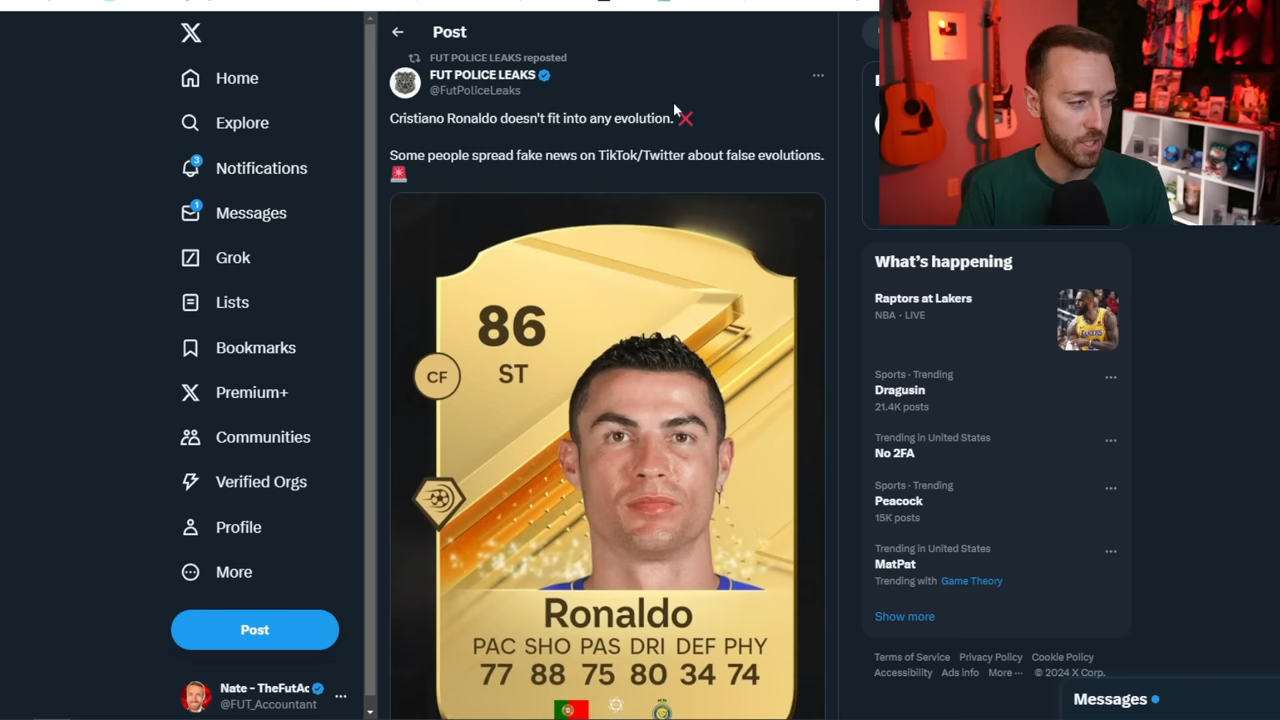 Home
Explore
3
Notifications
1
Messages
Grok
Lists
Bookmarks
Premium+
Communities
Verified Orgs
Profile
More
Post
Nate - TheFutAc
@FUT_Accountant
Post
FUT POLICE LEAKS reposted
FUT POLICE LEAKS
@FutPoliceLeaks
Cristiano Ronaldo doesn't fit into any evolution. ❌
Some people spread fake news on TikTok/Twitter about false evolutions.
🚨
86
ST
CF
Ronaldo
PAC SHO PAS DRI DEF PHY
77 88 75 80 34 74
What's happening
Raptors at Lakers
NBA · LIVE
Sports · Trending
Dragusin
21.4K posts
Trending in United States
No 2FA
Sports · Trending
Peacock
15K posts
Trending in United States
MatPat
Trending with Game Theory
Show more
Terms of Service Privacy Policy Cookie Policy
Accessibility Ads info More ··· © 2024 X Corp.
Messages